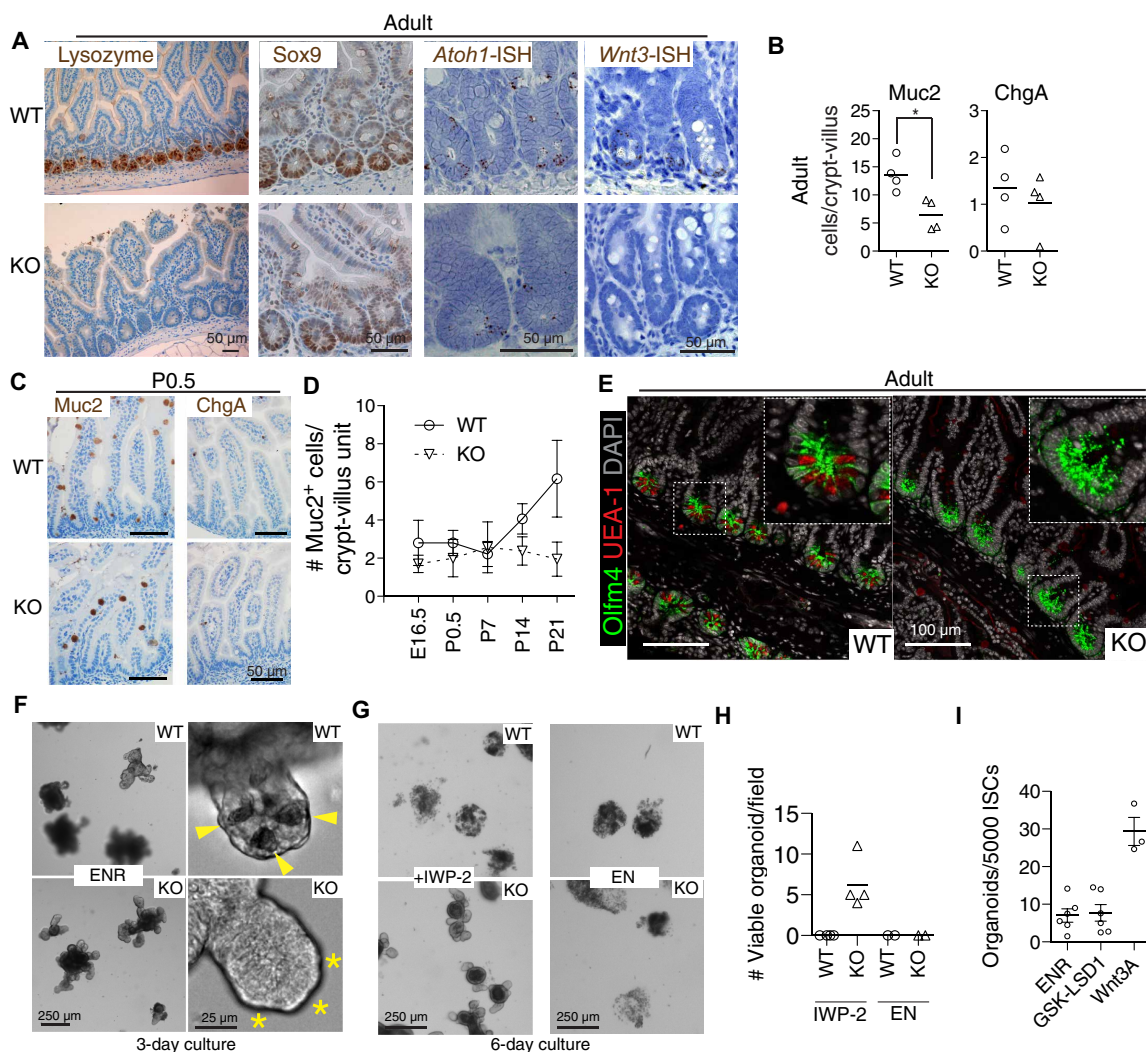 A
Adult
Lysozyme
Sox9
Atoh1-ISH
Wnt3-ISH
WT
KO
50 µm
50 µm
50 µm
50 µm
B
Muc2
ChgA
Adult
cells/crypt-villus
25
20
15
10
5
0
*
3
2
1
0
WT
KO
WT
KO
C
P0.5
Muc2
ChgA
WT
KO
50 µm
D
# Muc2+ cells/
crypt-villus unit
10
8
6
4
2
0
WT
KO
E16.5
P0.5
P7
P14
P21
E
Adult
Olfm4 UEA-1 DAPI
WT
100 µm
KO
F
WT
WT
ENR
KO
KO
250 µm
25 µm
* * *
3-day culture
G
WT
WT
+IWP-2
EN
KO
KO
250 µm
250 µm
6-day culture
H
# Viable organoid/field
15
10
5
0
WT
KO
WT
KO
IWP-2
EN
I
Organoids/5000 ISCs
40
30
20
10
0
ENR
GSK-LSD1
Wnt3A